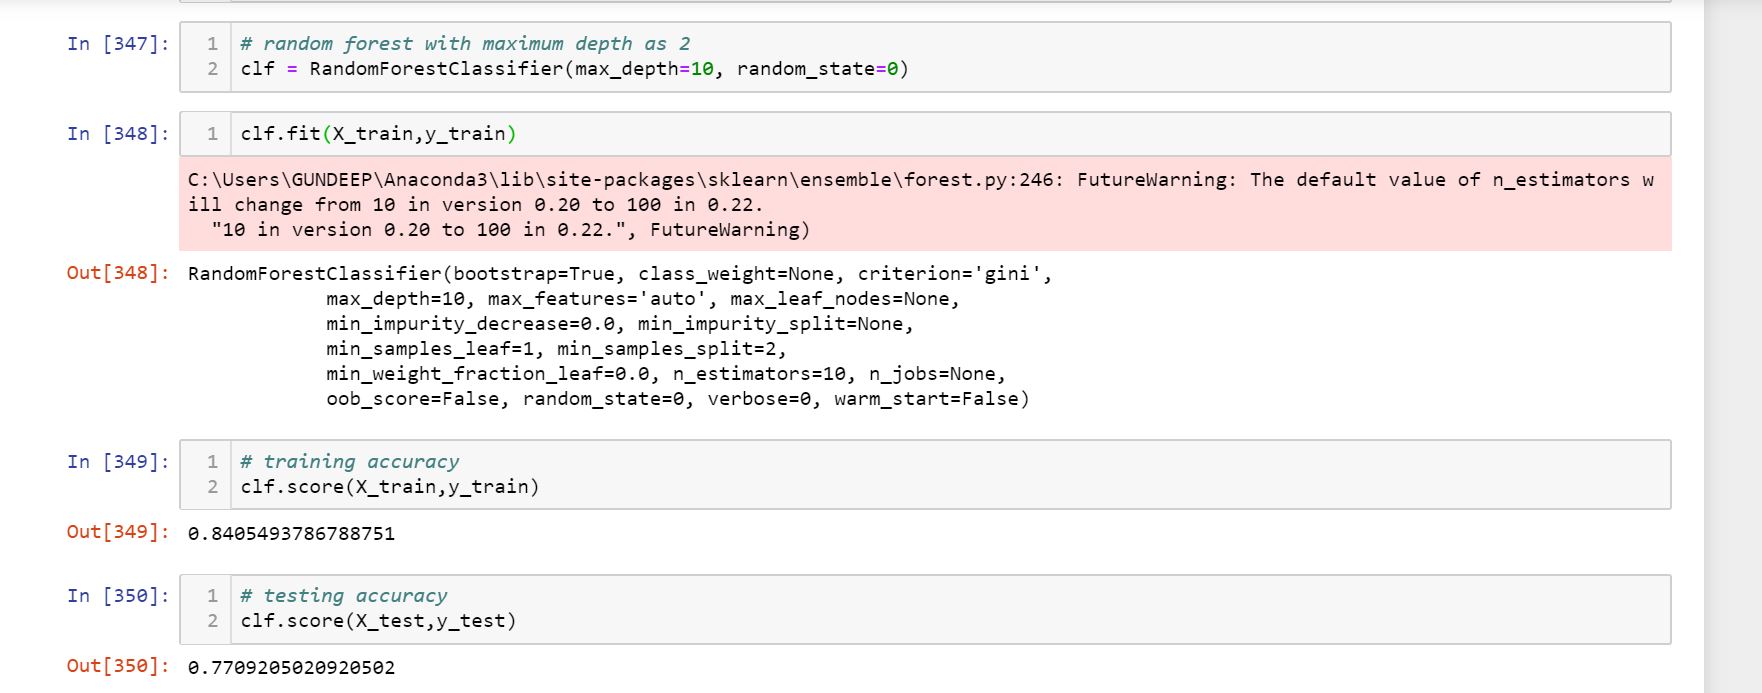 In [347]:
1 # random forest with maximum depth as 2
2 clf = RandomForestClassifier(max_depth=10, random_state=0)
In [348]:
1 clf.fit(X_train,y_train)
C:\Users\GUNDEEP\Anaconda3\lib\site-packages\sklearn\ensemble\forest.py:246: FutureWarning: The default value of n_estimators w
ill change from 10 in version 0.20 to 100 in 0.22.
"10 in version 0.20 to 100 in 0.22.", FutureWarning)
Out[348]: RandomForestClassifier(bootstrap=True, class_weight=None, criterion='gini',
max_depth=10, max_features='auto', max_leaf_nodes=None,
min_impurity_decrease=0.0, min_impurity_split=None,
min_samples_leaf=1, min_samples_split=2,
min_weight_fraction_leaf=0.0, n_estimators=10, n_jobs=None,
oob_score=False, random_state=0, verbose=0, warm_start=False)
In [349]:
1 # training accuracy
2 clf.score(X_train,y_train)
Out[349]: 0.8405493786788751
In [350]:
1 # testing accuracy
2 clf.score(X_test,y_test)
Out[350]: 0.7709205020920502